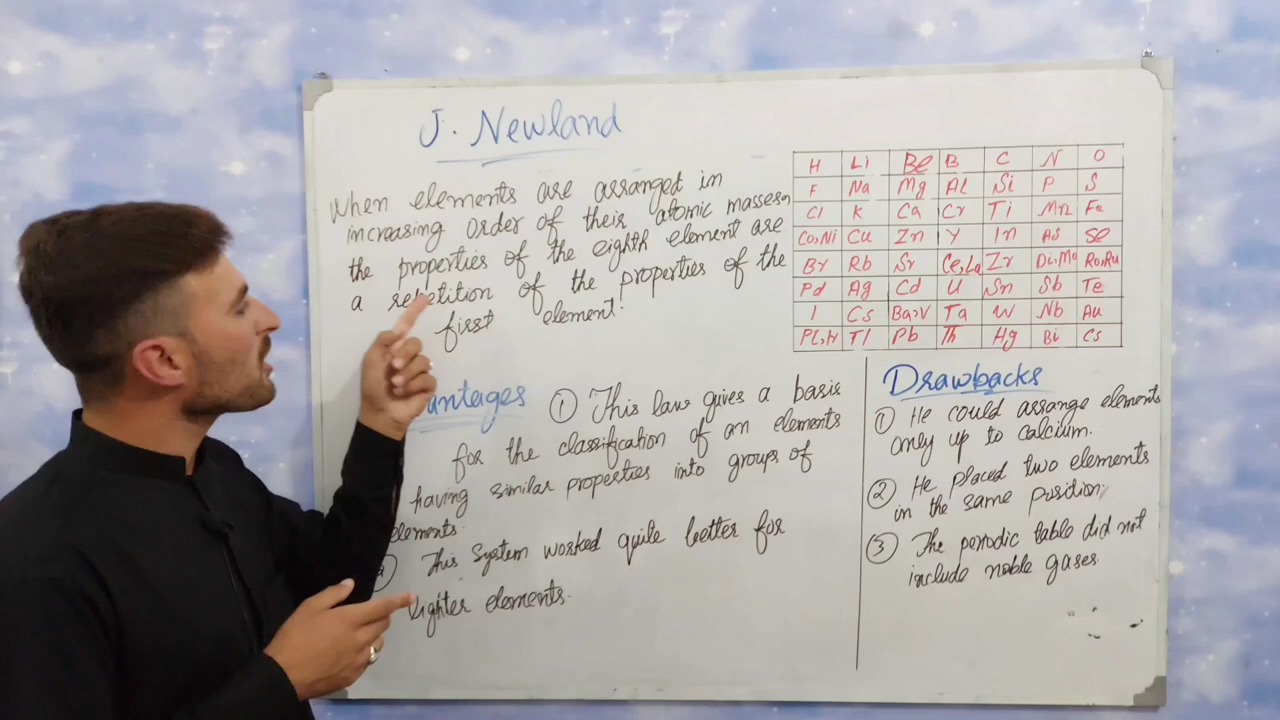 J. Newland
When elements are arranged in
increasing order of their atomic masses,
the properties of the eighth element are
a repetition of the properties of the
first element.
H Li Be B C N O
F Na Mg Al Si P S
Cl K Ca Cr Ti Mn Fe
Co,Ni Cu Zn Y In As Se
Br Rb Sr Ce,La Zr Di,Mo Ro,Ru
Pd Ag Cd U Sn Sb Te
I Cs Ba,V Ta W Nb Au
Tl Pb Th Hg Bi Cs
① This law gives a basis
for the classification of an elements
having similar properties into groups of
elements.
This System worked quite better for
lighter elements.
Drawbacks
① He could arrange elements
only up to calcium.
② He placed two elements
in the same position,
③ The periodic table did not
include noble gases.